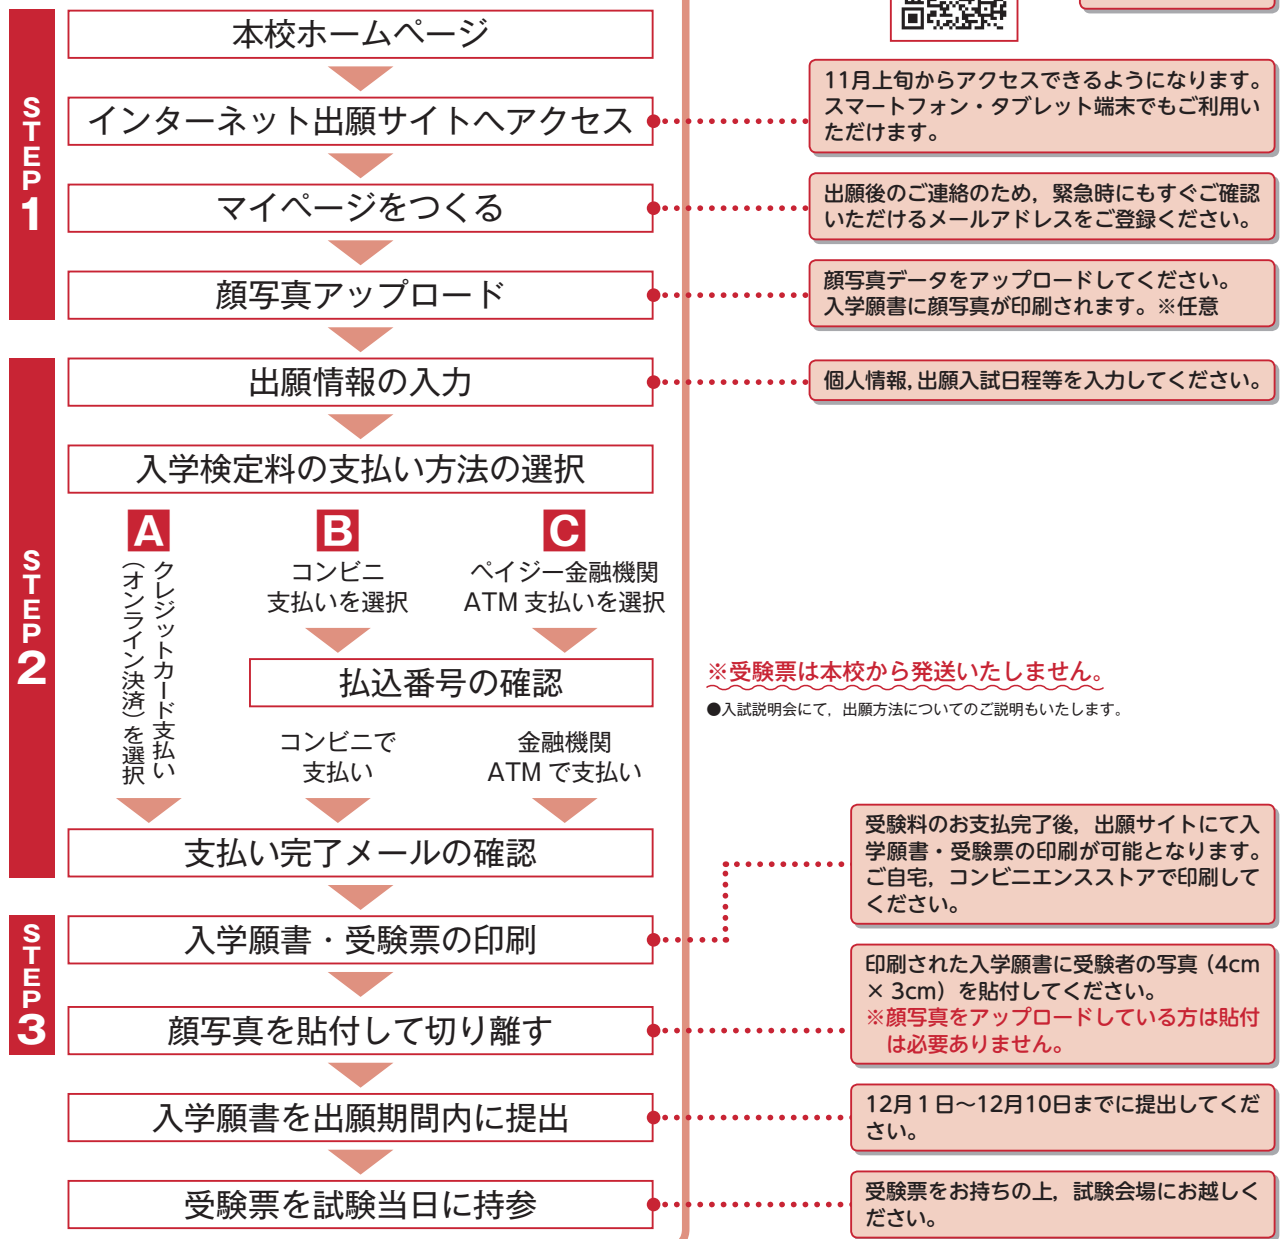 STEP1
本校ホームページ
インターネット出願サイトへアクセス
11月上旬からアクセスできるようになります。
スマートフォン・タブレット端末でもご利用い
ただけます。
マイページをつくる
出願後のご連絡のため，緊急時にもすぐご確認
いただけるメールアドレスをご登録ください。
顔写真アップロード
顔写真データをアップロードしてください。
入学願書に顔写真が印刷されます。※任意
STEP2
出願情報の入力
個人情報，出願入試日程等を入力してください。
入学検定料の支払い方法の選択
A
クレジットカード支払い
（オンライン決済）を選択
B
コンビニ
支払いを選択
C
ペイジー金融機関
ATM 支払いを選択
払込番号の確認
コンビニで
支払い
金融機関
ATM で支払い
※受験票は本校から発送いたしません。
●入試説明会にて，出願方法についてのご説明もいたします。
支払い完了メールの確認
STEP3
入学願書・受験票の印刷
受験料のお支払完了後，出願サイトにて入
学願書・受験票の印刷が可能となります。
ご自宅，コンビニエンスストアで印刷して
ください。
顔写真を貼付して切り離す
印刷された入学願書に受験者の写真（4cm
× 3cm）を貼付してください。
※顔写真をアップロードしている方は貼付
は必要ありません。
入学願書を出願期間内に提出
12月１日～12月10日までに提出してくだ
さい。
受験票を試験当日に持参
受験票をお持ちの上，試験会場にお越しく
ださい。